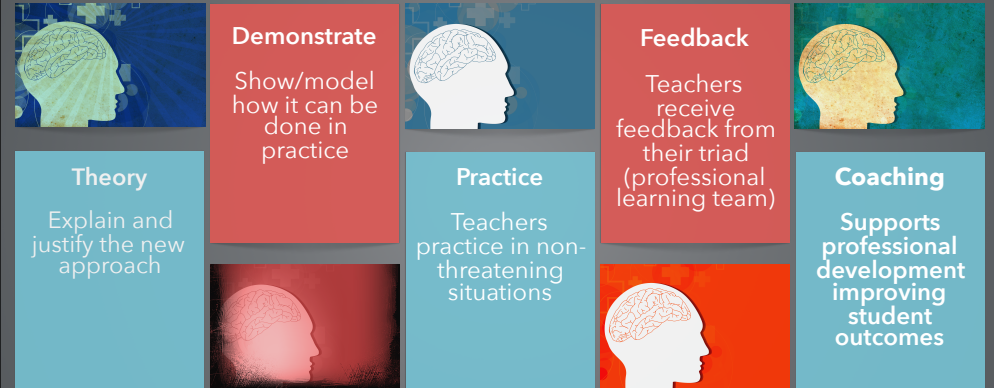 Theory
Explain and
justify the new
approach
Demonstrate
Show/model
how it can be
done in
practice
Practice
Teachers
practice in non-
threatening
situations
Feedback
Teachers
receive
feedback from
their triad
(professional
learning team)
Coaching
Supports
professional
development
improving
student
outcomes